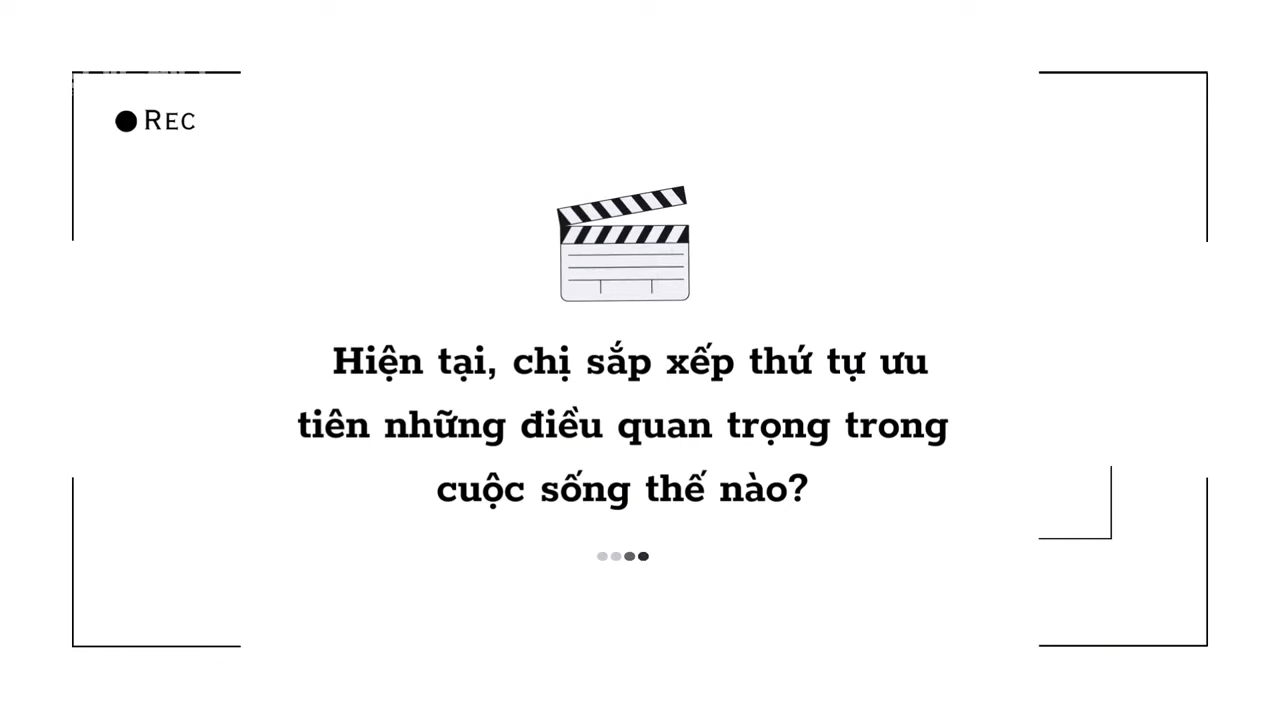 REC
Hiện tại, chị sắp xếp thứ tự ưu
tiên những điều quan trọng trong
cuộc sống thế nào?